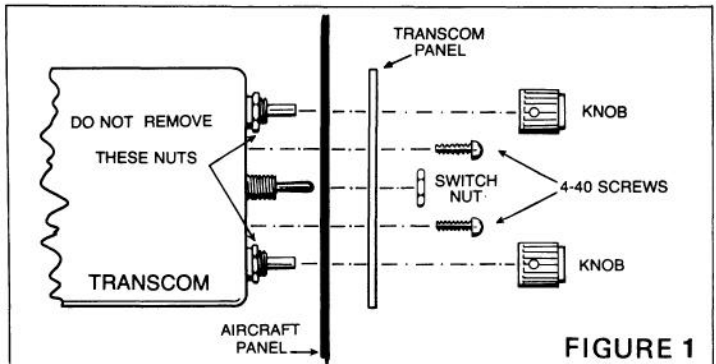 TRANSCOM
PANEL
DO NOT REMOVE
THESE NUTS
KNOB
SWITCH
NUT
4-40 SCREWS
KNOB
TRANSCOM
AIRCRAFT
PANEL
FIGURE 1